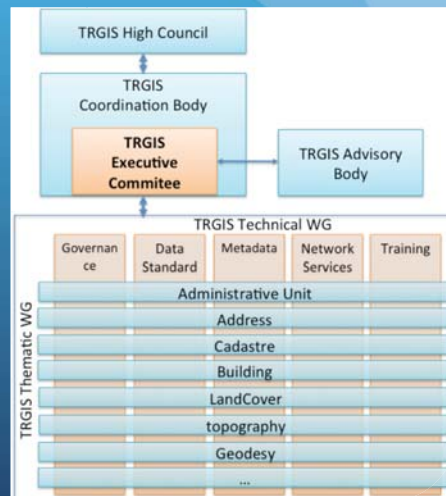 TRGIS High Council
TRGIS
Coordination Body
TRGIS
Executive
Commitee
TRGIS Advisory
Body
TRGIS Technical WG
Governan
ce
Data
Standard
Metadata
Network
Services
Training
TRGIS Thematic WG
Administrative Unit
Address
Cadastre
Building
LandCover
topography
Geodesy
...